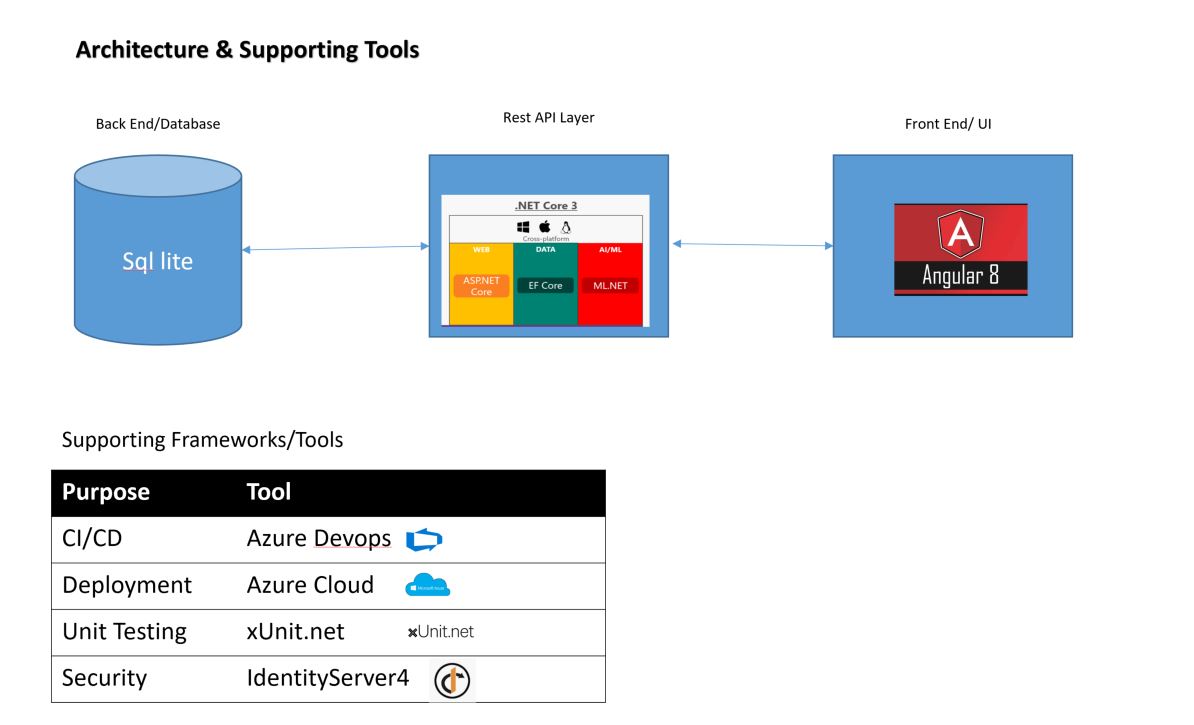 Architecture & Supporting Tools
Back End/Database
Rest API Layer
Front End/ UI
Sql lite
.NET Core 3
Cross-platform
WEB
DATA
AI/ML
ASP.NET
Core
EF Core
ML.NET
Angular 8
Supporting Frameworks/Tools
Purpose Tool
CI/CD Azure Devops
Deployment Azure Cloud Microsoft Azure
Unit Testing xUnit.net xUnit.net
Security IdentityServer4